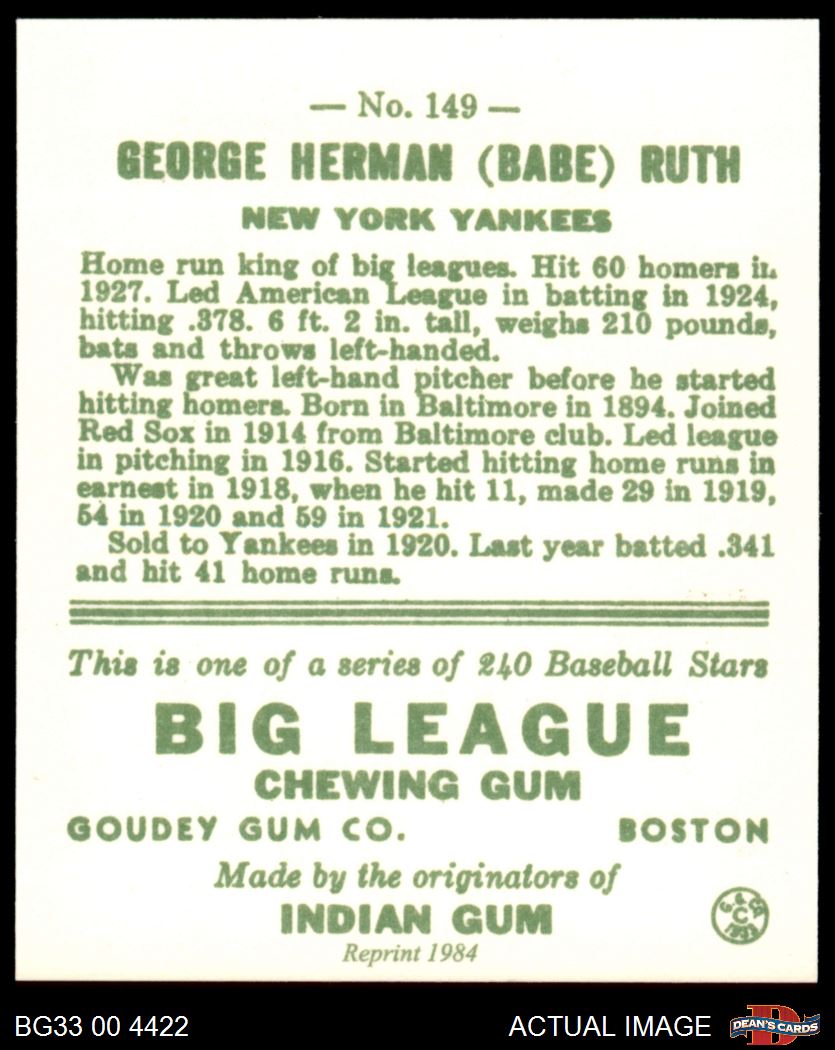 — No. 149 —
GEORGE HERMAN (BABE) RUTH
NEW YORK YANKEES
Home run king of big leagues. Hit 60 homers in
1927. Led American League in batting in 1924,
hitting .378. 6 ft. 2 in. tall, weighs 210 pounds,
bats and throws left-handed.
Was great left-hand pitcher before he started
hitting homers. Born in Baltimore in 1894. Joined
Red Sox in 1914 from Baltimore club. Led league
in pitching in 1916. Started hitting home runs in
earnest in 1918, when he hit 11, made 29 in 1919,
54 in 1920 and 59 in 1921.
Sold to Yankees in 1920. Last year batted .341
and hit 41 home runs.
This is one of a series of 240 Baseball Stars
BIG LEAGUE
CHEWING GUM
GOUDEY GUM CO. BOSTON
Made by the originators of
INDIAN GUM
C
1933
Reprint 1984
BG33 00 4422
ACTUAL IMAGE
D
DEAN'S CARDS